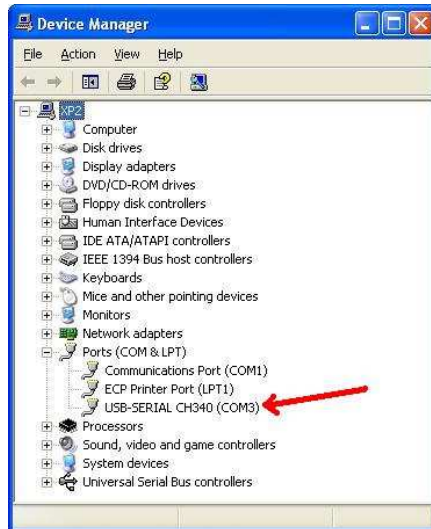 Device Manager
File Action View Help
XP2
Computer
Disk drives
Display adapters
DVD/CD-ROM drives
Floppy disk controllers
Human Interface Devices
IDE ATA/ATAPI controllers
IEEE 1394 Bus host controllers
Keyboards
Mice and other pointing devices
Monitors
Network adapters
Ports (COM & LPT)
Communications Port (COM1)
ECP Printer Port (LPT1)
USB-SERIAL CH340 (COM3)
Processors
Sound, video and game controllers
System devices
Universal Serial Bus controllers